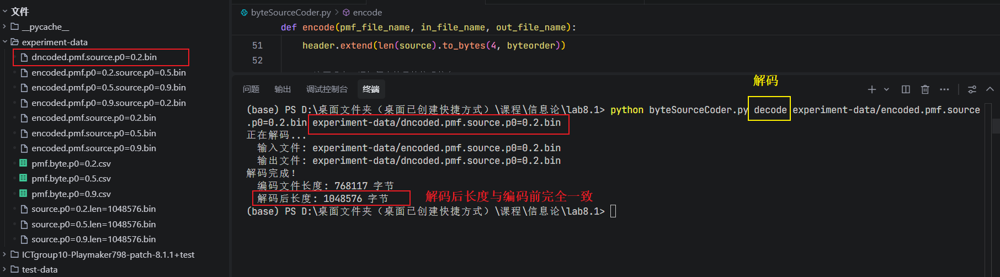 文件
__pycache__
experiment-data
dncoded.pmf.source.p0=0.2.bin
encoded.pmf.p0=0.2.source.p0=0.5.bin
encoded.pmf.p0=0.5.source.p0=0.9.bin
encoded.pmf.p0=0.9.source.p0=0.2.bin
encoded.pmf.source.p0=0.2.bin
encoded.pmf.source.p0=0.5.bin
encoded.pmf.source.p0=0.9.bin
pmf.byte.p0=0.2.csv
pmf.byte.p0=0.5.csv
pmf.byte.p0=0.9.csv
source.p0=0.2.len=1048576.bin
source.p0=0.5.len=1048576.bin
source.p0=0.9.len=1048576.bin
ICTgroup10-Playmaker798-patch-8.1.1+test
test-data
byteSourceCoder.py > encode
def encode(pmf_file_name, in_file_name, out_file_name):
51 header.extend(len(source).to_bytes(4, byteorder))
52
问题 输出 调试控制台 终端
解码
(base) PS D:\桌面文件夹（桌面已创建快捷方式）\课程\信息论\lab8.1> python byteSourceCoder.py decode experiment-data/encoded.pmf.source
.p0=0.2.bin experiment-data/dncoded.pmf.source.p0=0.2.bin
正在解码...
输入文件: experiment-data/encoded.pmf.source.p0=0.2.bin
输出文件: experiment-data/dncoded.pmf.source.p0=0.2.bin
解码完成!
编码文件长度: 768117 字节
解码后长度: 1048576 字节
解码后长度与编码前完全一致
(base) PS D:\桌面文件夹（桌面已创建快捷方式）\课程\信息论\lab8.1>